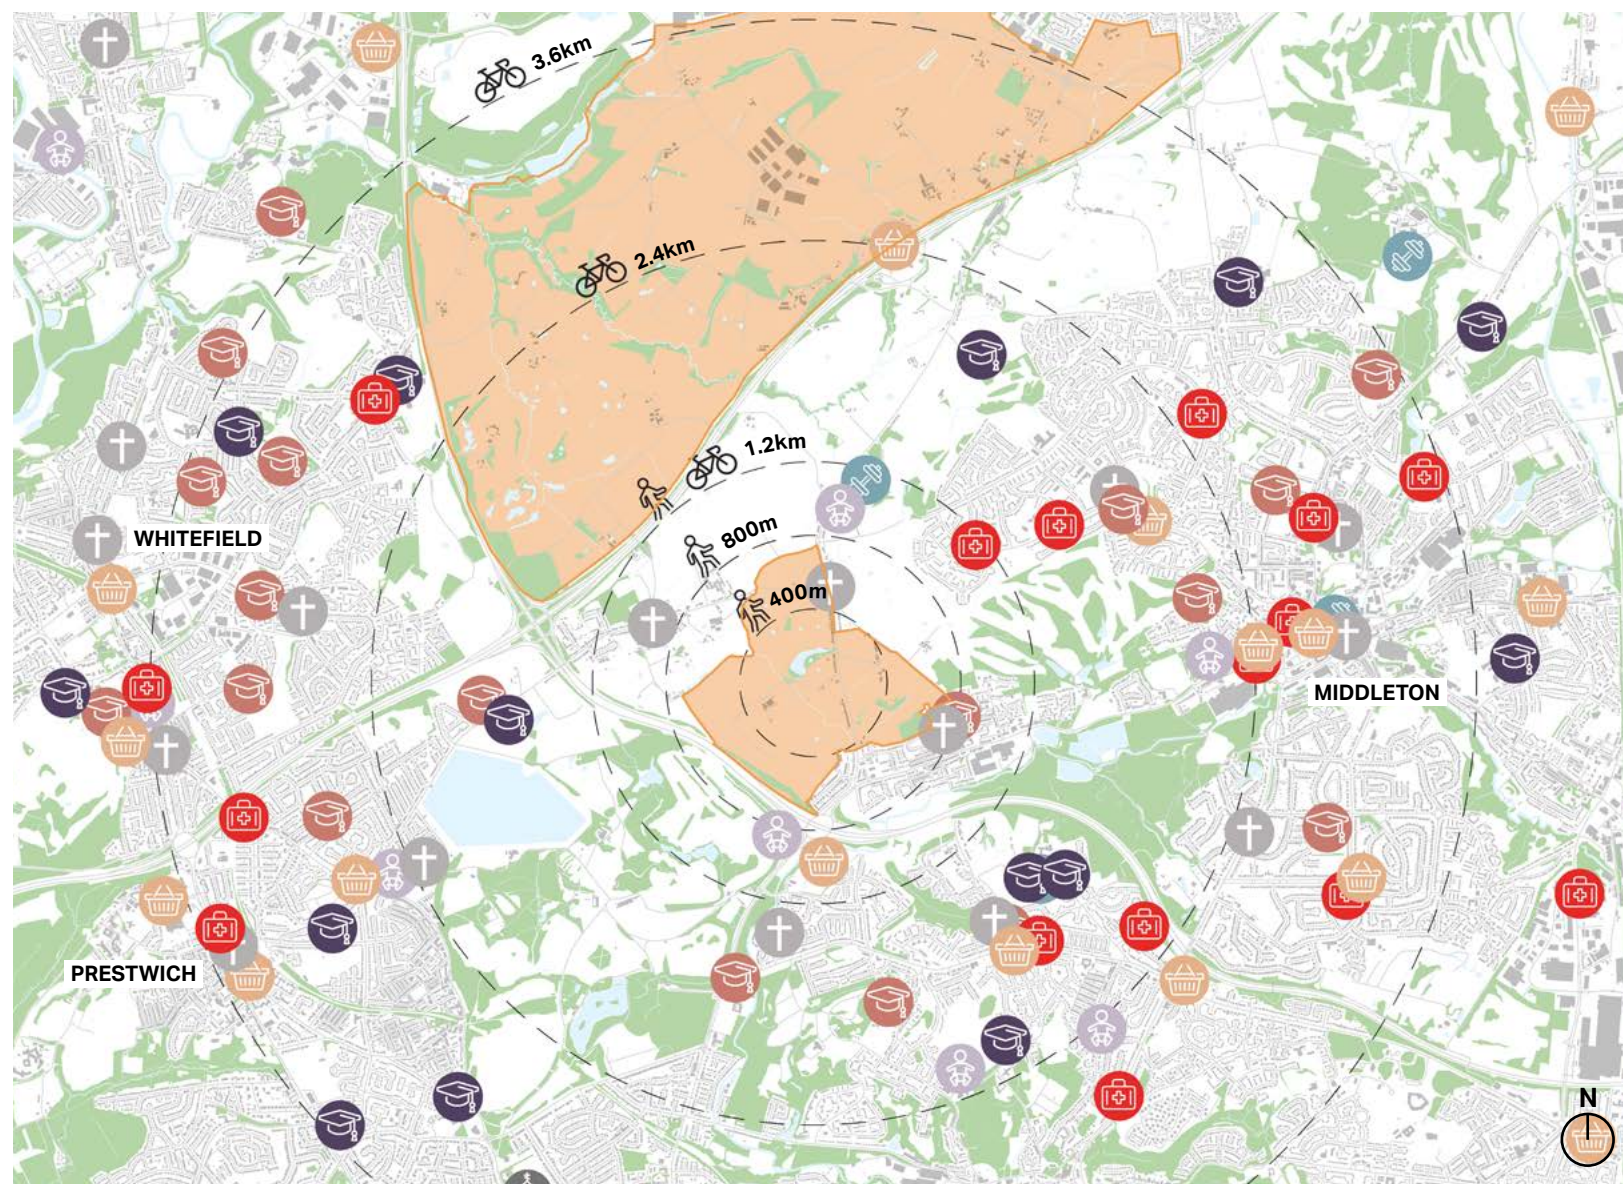 3.6km
2.4km
1.2km
800m
400m
WHITEFIELD
MIDDLETON
PRESTWICH
N